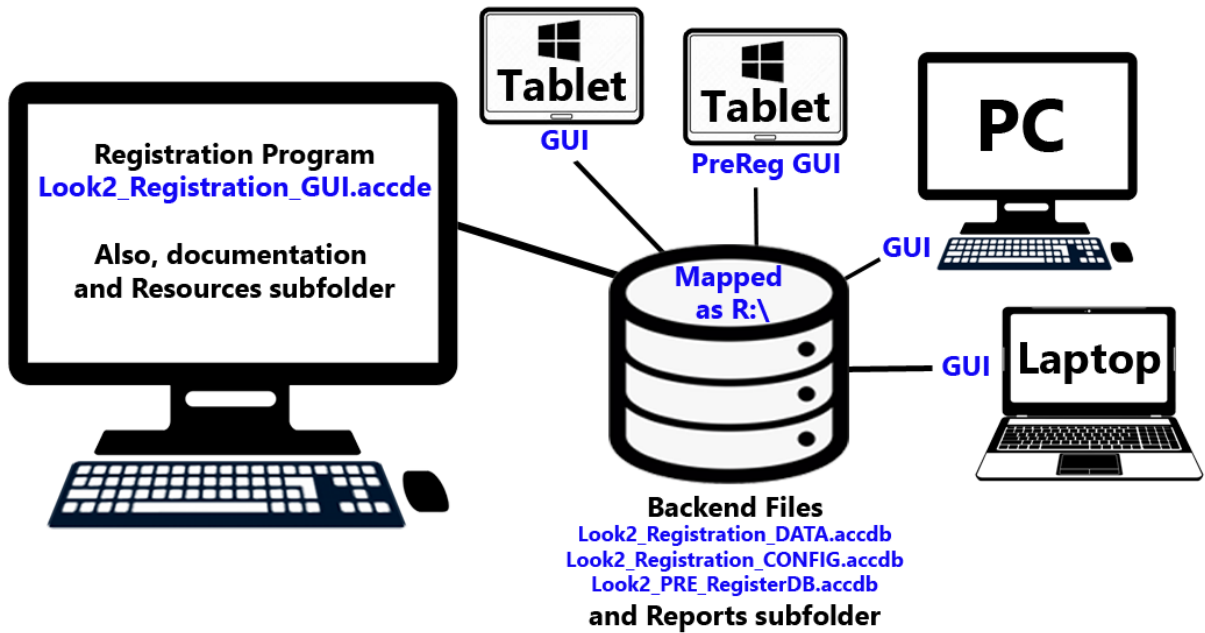 Registration Program
Look2_Registration_GUI.accde
Also, documentation
and Resources subfolder
Tablet
GUI
Tablet
PreReg GUI
PC
GUI
Laptop
GUI
Mapped
as R:\
Backend Files
Look2_Registration_DATA.accdb
Look2_Registration_CONFIG.accdb
Look2_PRE_RegisterDB.accdb
and Reports subfolder